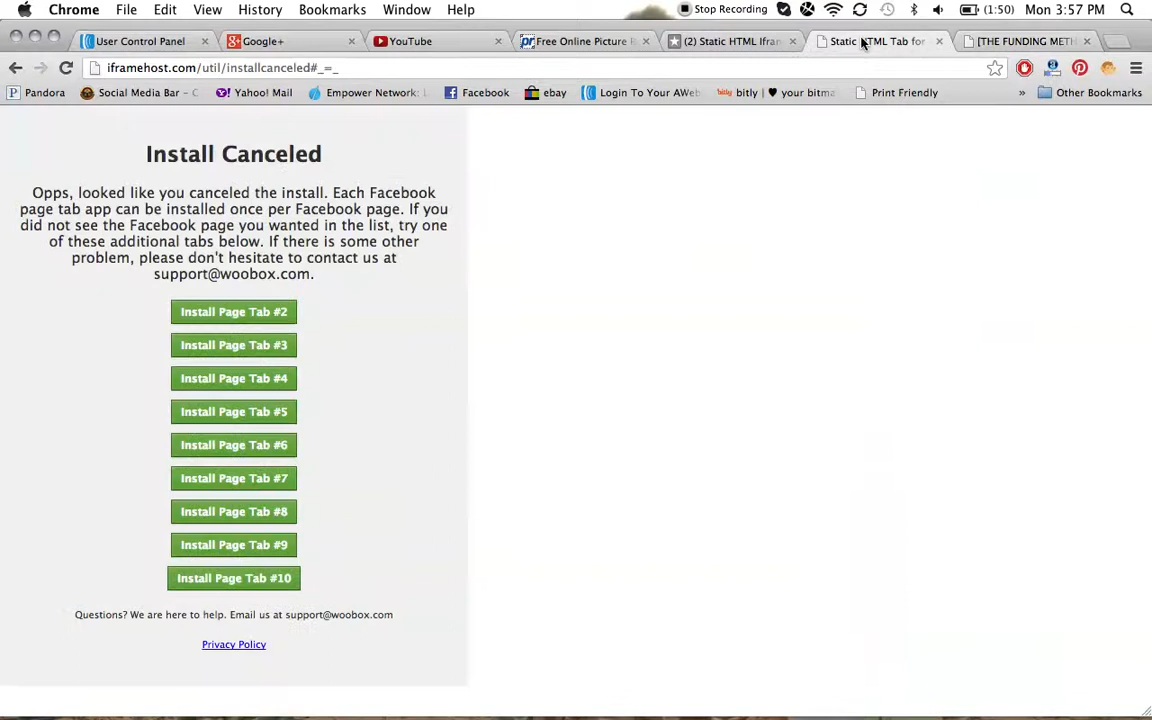 Chrome File Edit View History Bookmarks Window Help Stop Recording (1:50) Mon 3:57 PM
User Control Panel Google+ YouTube Free Online Picture (2) Static HTML Ifran Static HTML Tab for [THE FUNDING METH
iframehost.com/util/installcanceled#_=_
Pandora Social Media Bar - C Yahoo! Mail Empower Network: Facebook ebay Login To Your AWeb bitly | ♥ your bitm Print Friendly » Other Bookmarks
Install Canceled
Opps, looked like you canceled the install. Each Facebook
page tab app can be installed once per Facebook page. If you
did not see the Facebook page you wanted in the list, try one
of these additional tabs below. If there is some other
problem, please don't hesitate to contact us at
support@woobox.com.
Install Page Tab #2
Install Page Tab #3
Install Page Tab #4
Install Page Tab #5
Install Page Tab #6
Install Page Tab #7
Install Page Tab #8
Install Page Tab #9
Install Page Tab #10
Questions? We are here to help. Email us at support@woobox.com
Privacy Policy